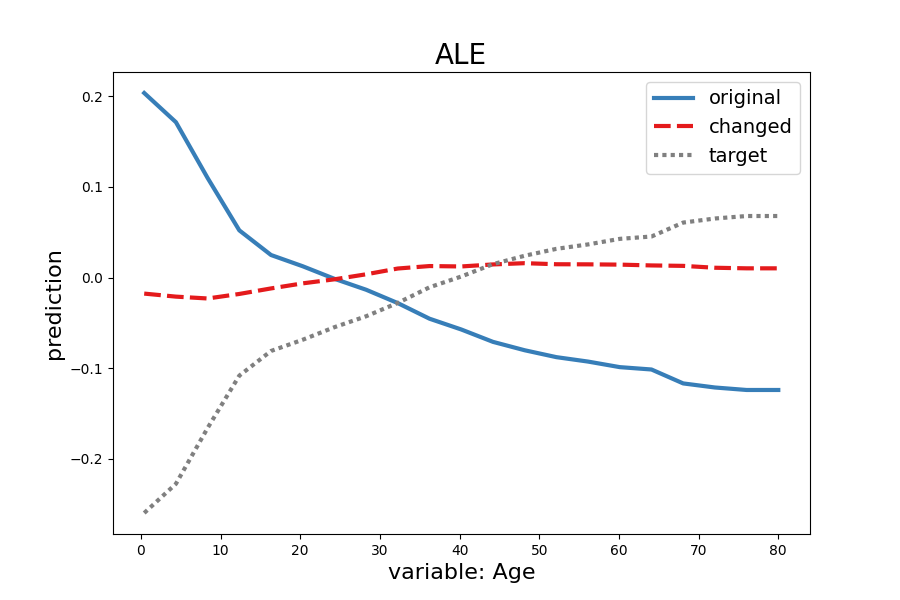 ALE
original
changed
target
prediction
0.2
0.1
0.0
−0.1
−0.2
0 10 20 30 40 50 60 70 80
variable: Age